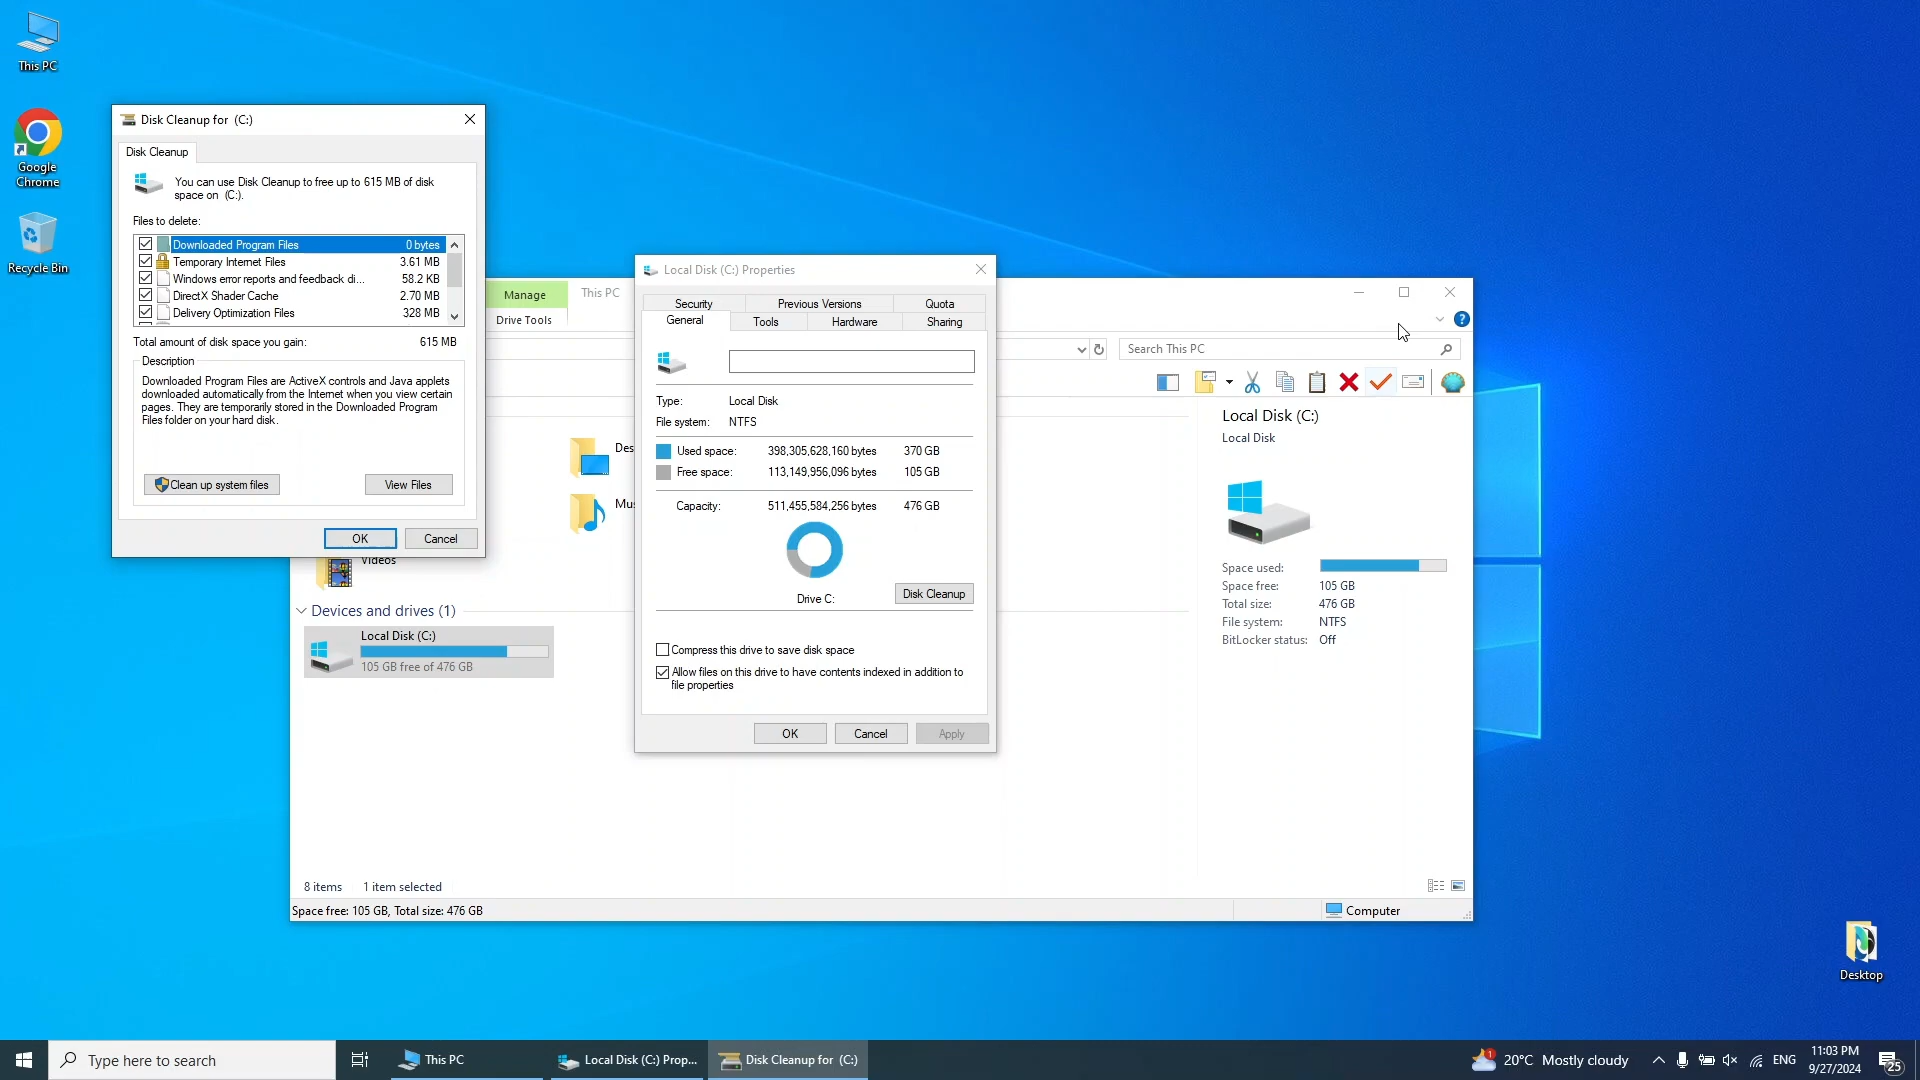 This PC
Google
Chrome
Recycle Bin
Disk Cleanup for  (C:)
Disk Cleanup
You can use Disk Cleanup to free up to 615 MB of disk
space on  (C:).
Files to delete:
Downloaded Program Files 0 bytes
Temporary Internet Files 3.61 MB
Windows error reports and feedback di... 58.2 KB
DirectX Shader Cache 2.70 MB
Delivery Optimization Files 328 MB
Total amount of disk space you gain: 615 MB
Description
Downloaded Program Files are ActiveX controls and Java applets
downloaded automatically from the Internet when you view certain
pages. They are temporarily stored in the Downloaded Program
Files folder on your hard disk.
Clean up system files View Files
OK Cancel
Manage This PC
Drive Tools
Search This PC
Des
Mus
Videos
Devices and drives (1)
Local Disk (C:)
105 GB free of 476 GB
8 items 1 item selected
Space free: 105 GB, Total size: 476 GB
Computer
Local Disk (C:) Properties
Security Previous Versions Quota
General Tools Hardware Sharing
Type: Local Disk
File system: NTFS
Used space: 398,305,628,160 bytes 370 GB
Free space: 113,149,956,096 bytes 105 GB
Capacity: 511,455,584,256 bytes 476 GB
Drive C:
Disk Cleanup
Compress this drive to save disk space
Allow files on this drive to have contents indexed in addition to
file properties
OK Cancel Apply
Local Disk (C:)
Local Disk
Space used:
Space free: 105 GB
Total size: 476 GB
File system: NTFS
BitLocker status: Off
Desktop
Type here to search
This PC
Local Disk (C:) Prop...
Disk Cleanup for  (C:)
1
20°C Mostly cloudy
ENG
11:03 PM
9/27/2024
25